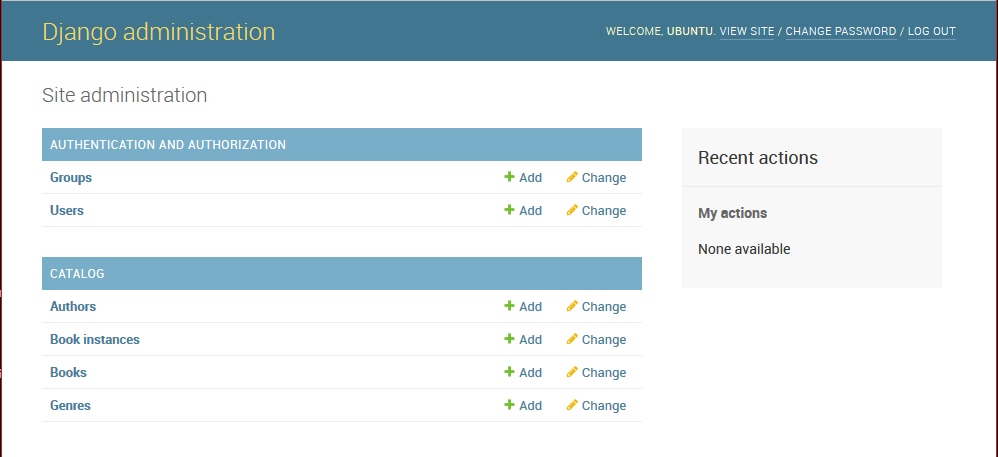 Django administration
WELCOME, UBUNTU. VIEW SITE / CHANGE PASSWORD / LOG OUT
Site administration
AUTHENTICATION AND AUTHORIZATION
Groups Add Change
Users Add Change
CATALOG
Authors Add Change
Book instances Add Change
Books Add Change
Genres Add Change
Recent actions
My actions
None available